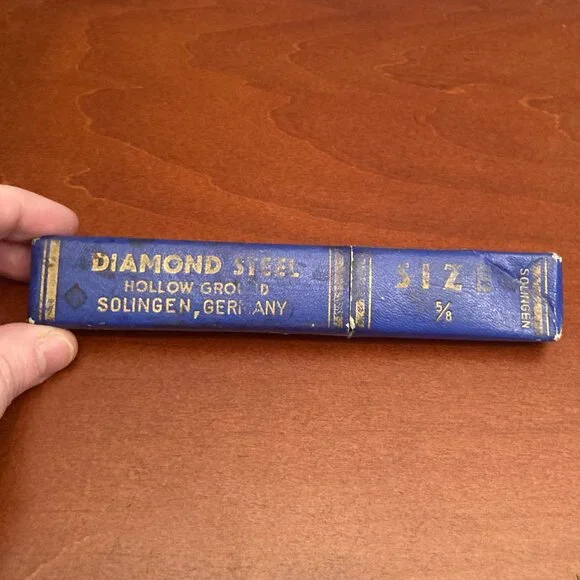 DIAMOND STEEL
HOLLOW GROUND
SOLINGEN, GERMANY
SIZE
5/8
SOLINGEN